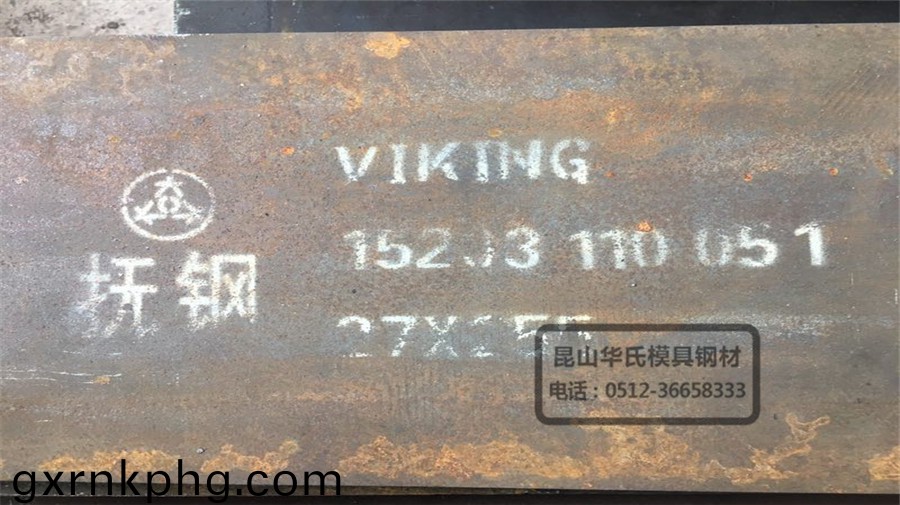 VIKING
抚钢
110 051
昆山华氏模具钢材
电话：0512-36658333
gxrnkphg.com